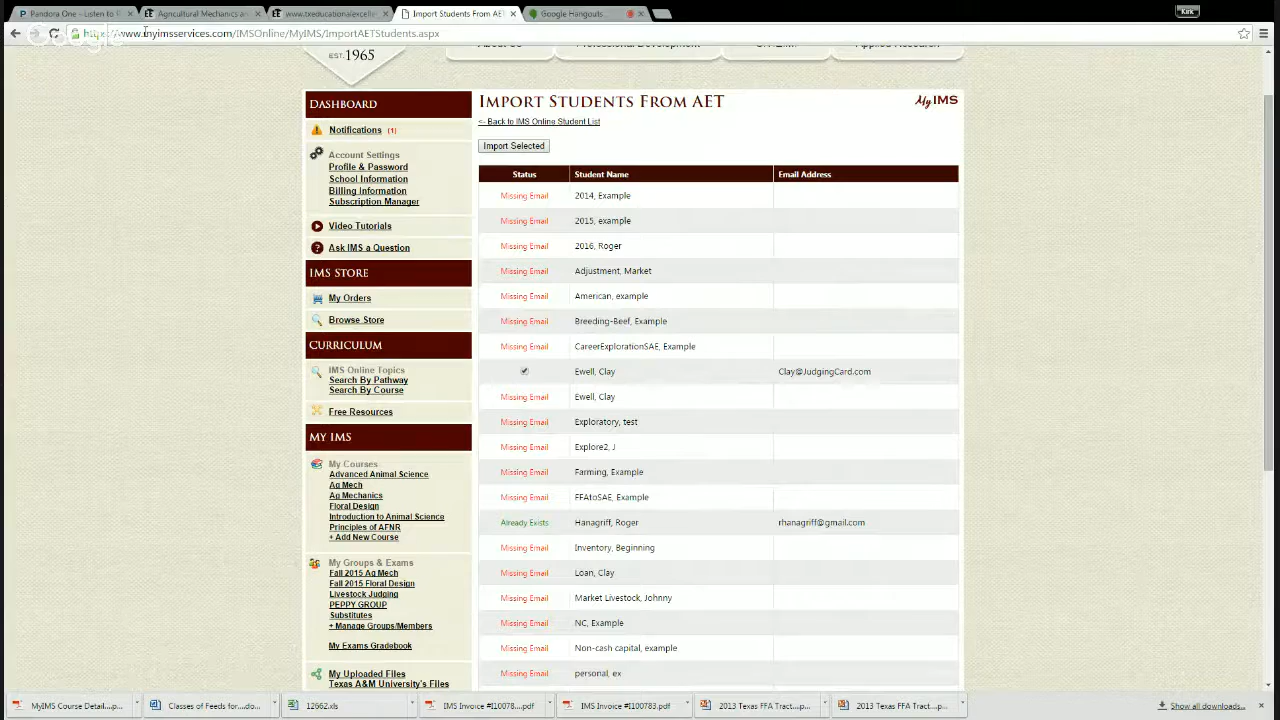 Pandora One - Listen to F
Agricultural Mechanics an
www.txeducationalexcelle
Import Students From AET
Google Hangouts
Kirk
https://www.myimsservices.com/IMSOnline/MyIMS/ImportAETStudents.aspx
Google
EST. 1965
About Us
Professional Development
Applied Research
DASHBOARD
Notifications (1)
Account Settings
Profile & Password
School Information
Billing Information
Subscription Manager
Video Tutorials
Ask IMS a Question
IMS STORE
My Orders
Browse Store
CURRICULUM
IMS Online Topics
Search By Pathway
Search By Course
Free Resources
MY IMS
My Courses
Advanced Animal Science
Ag Mech
Ag Mechanics
Floral Design
Introduction to Animal Science
Principles of AFNR
+ Add New Course
My Groups & Exams
Fall 2015 Ag Mech
Fall 2015 Floral Design
Livestock Judging
PEPPY GROUP
Substitutes
+ Manage Groups/Members
My Exams Gradebook
My Uploaded Files
Texas A&M University's Files
IMPORT STUDENTS FROM AET
My IMS
<- Back to IMS Online Student List
Import Selected
Status Student Name Email Address
Missing Email 2014, Example
Missing Email 2015, example
Missing Email 2016, Roger
Missing Email Adjustment, Market
Missing Email American, example
Missing Email Breeding-Beef, Example
Missing Email CareerExplorationSAE, Example
Ewell, Clay Clay@JudgingCard.com
Missing Email Ewell, Clay
Missing Email Exploratory, test
Missing Email Explore2, J
Missing Email Farming, Example
Missing Email FFAtoSAE, Example
Already Exists Hanagriff, Roger rhanagriff@gmail.com
Missing Email Inventory, Beginning
Missing Email Loan, Clay
Missing Email Market Livestock, Johnny
Missing Email NC, Example
Missing Email Non-cash capital, example
Missing Email personal, ex
MyIMS Course Detail....p...
Classes of Feeds for....do...
12662.xls
IMS Invoice #I10078....pdf
IMS Invoice #I100783.pdf
2013 Texas FFA Tract....p...
2013 Texas FFA Tract....p...
Show all downloads...